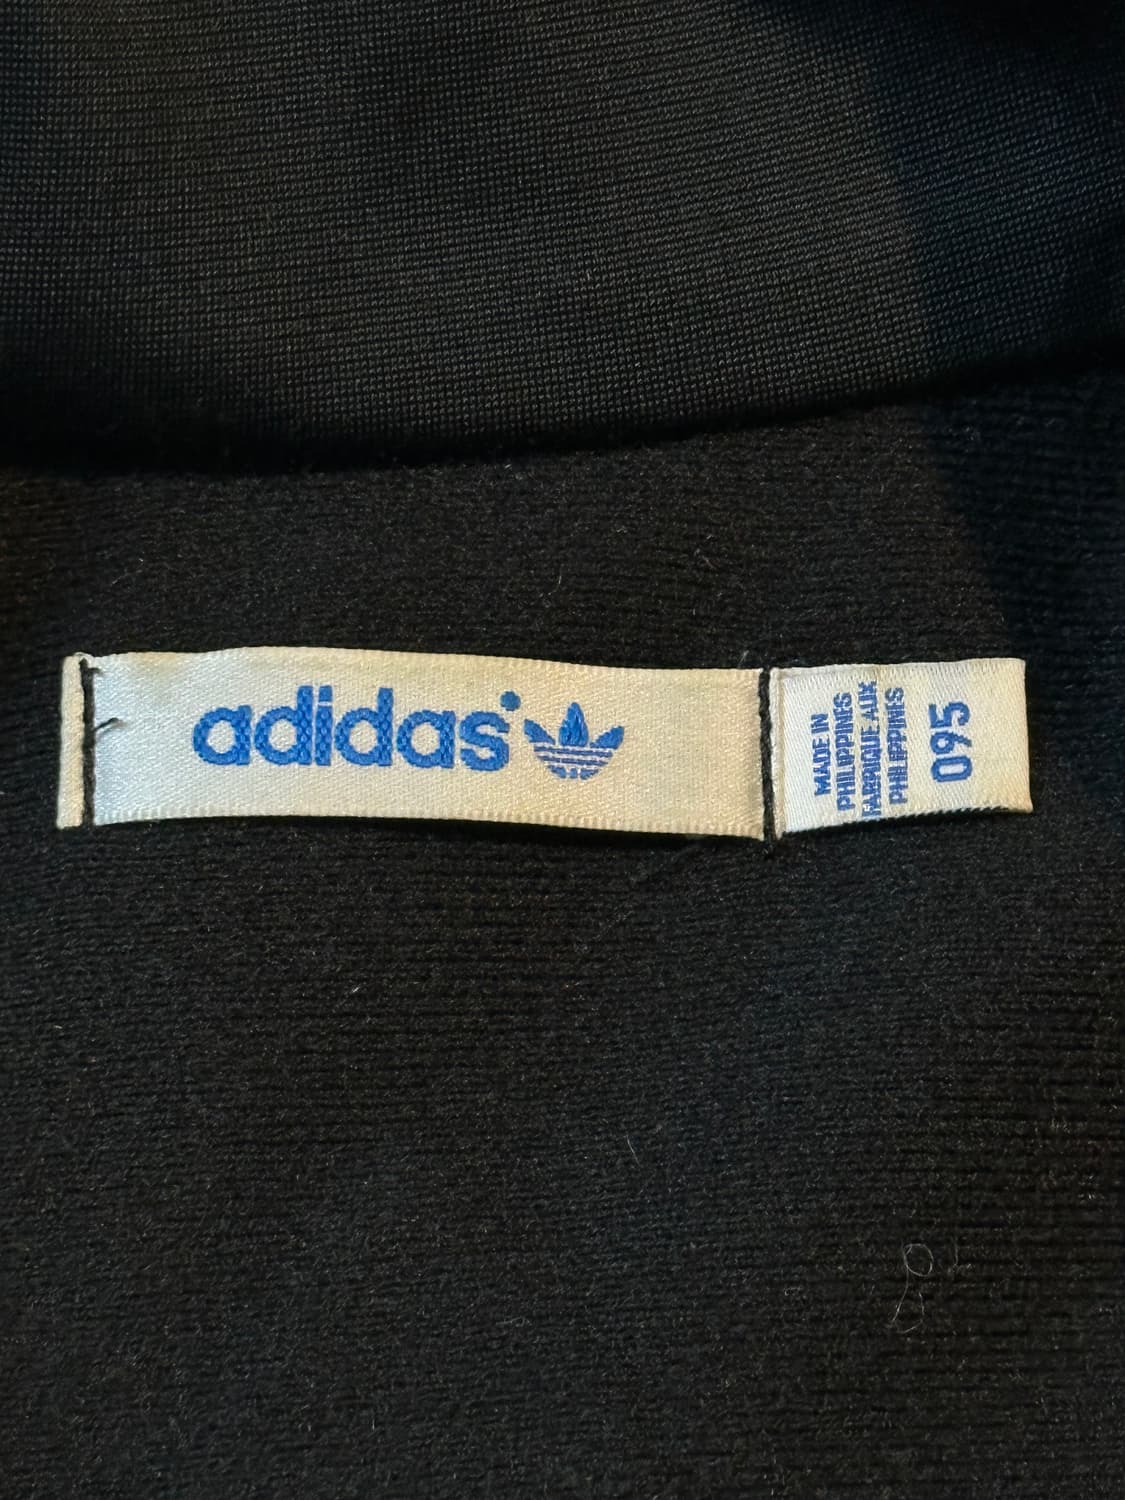 adidas
MADE IN
PHILIPPINES
FABRIQUE AUX
PHILIPPINES
095